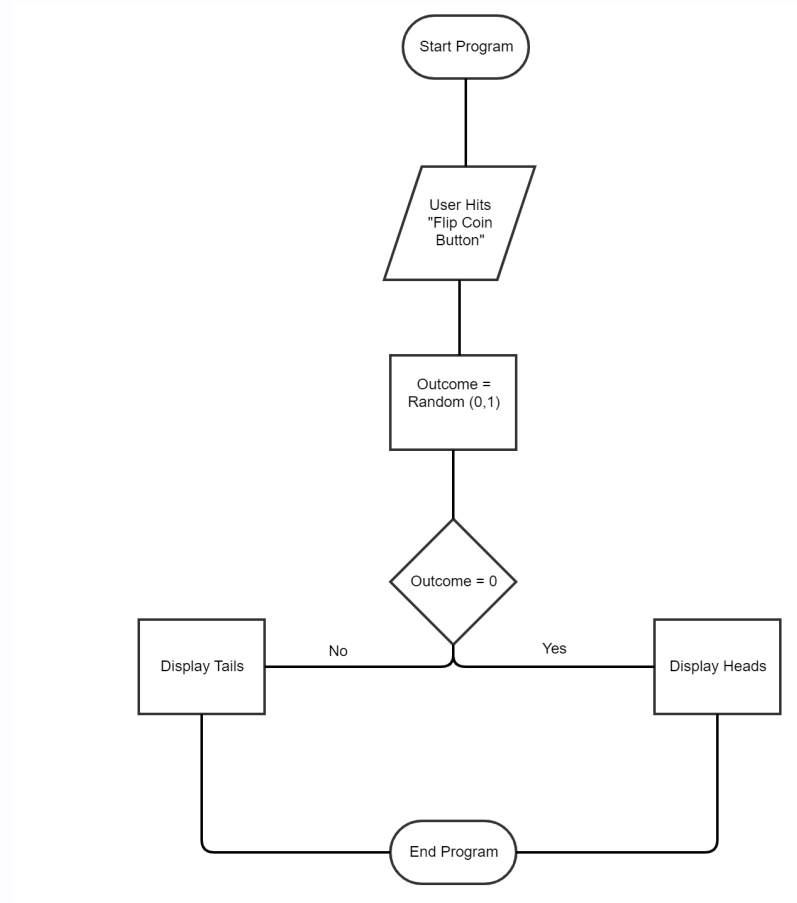 Start Program
User Hits
"Flip Coin
Button"
Outcome =
Random (0,1)
Outcome = 0
No
Yes
Display Tails
Display Heads
End Program